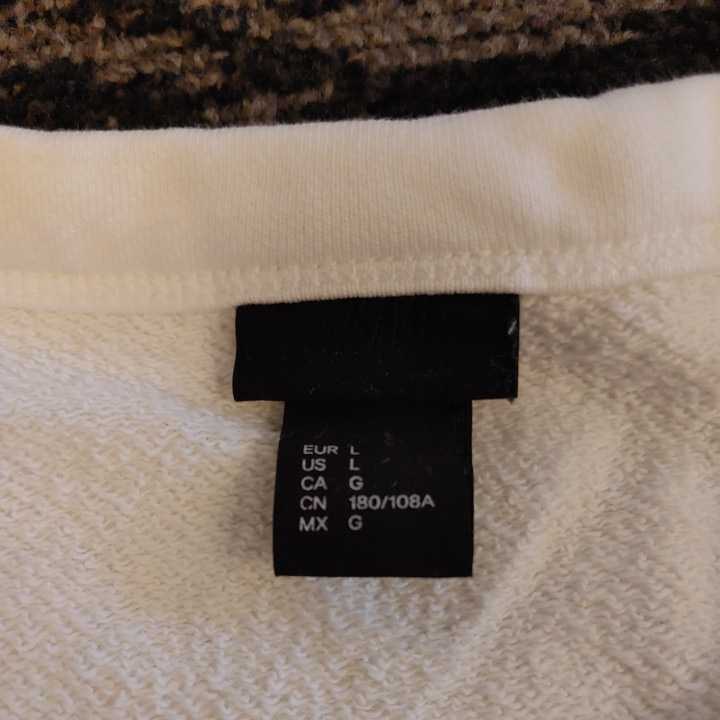 EUR L
US L
CA G
CN 180/108A
MX G